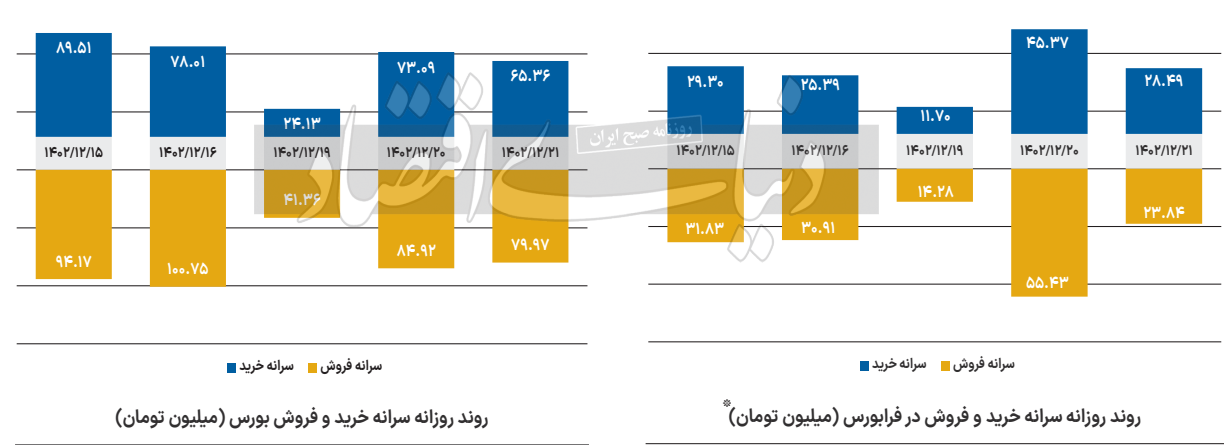 ۸۹.۵۱ ۷۸.۰۱ ۲۴.۱۳ ۷۳.۰۹ ۶۵.۳۶
۱۴۰۲/۱۲/۱۵ ۱۴۰۲/۱۲/۱۶ ۱۴۰۲/۱۲/۱۹ ۱۴۰۲/۱۲/۲۰ ۱۴۰۲/۱۲/۲۱
۹۴.۱۷ ۱۰۰.۷۵ ۴۱.۳۶ ۸۴.۹۲ ۷۹.۹۷
سرانه خرید سرانه فروش
روند روزانه سرانه خرید و فروش بورس (میلیون تومان)
۲۹.۳۰ ۲۵.۳۹ ۱۱.۷۰ ۴۵.۳۷ ۲۸.۴۹
۱۴۰۲/۱۲/۱۵ ۱۴۰۲/۱۲/۱۶ ۱۴۰۲/۱۲/۱۹ ۱۴۰۲/۱۲/۲۰ ۱۴۰۲/۱۲/۲۱
۳۱.۸۳ ۳۰.۹۱ ۱۴.۲۸ ۵۵.۴۳ ۲۳.۸۴
سرانه خرید سرانه فروش
روند روزانه سرانه خرید و فروش در فرابورس (میلیون تومان)*
روزنامه صبح ایران
دنیای اقتصاد